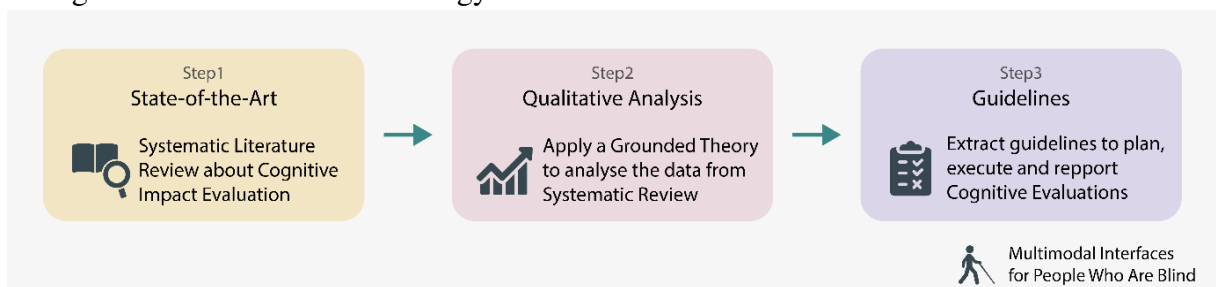 Step1
State-of-the-Art
Systematic Literature
Review about Cognitive
Impact Evaluation
Step2
Qualitative Analysis
Apply a Grounded Theory
to analyse the data from
Systematic Review
Step3
Guidelines
Extract guidelines to plan,
execute and repport
Cognitive Evaluations
Multimodal Interfaces
for People Who Are Blind